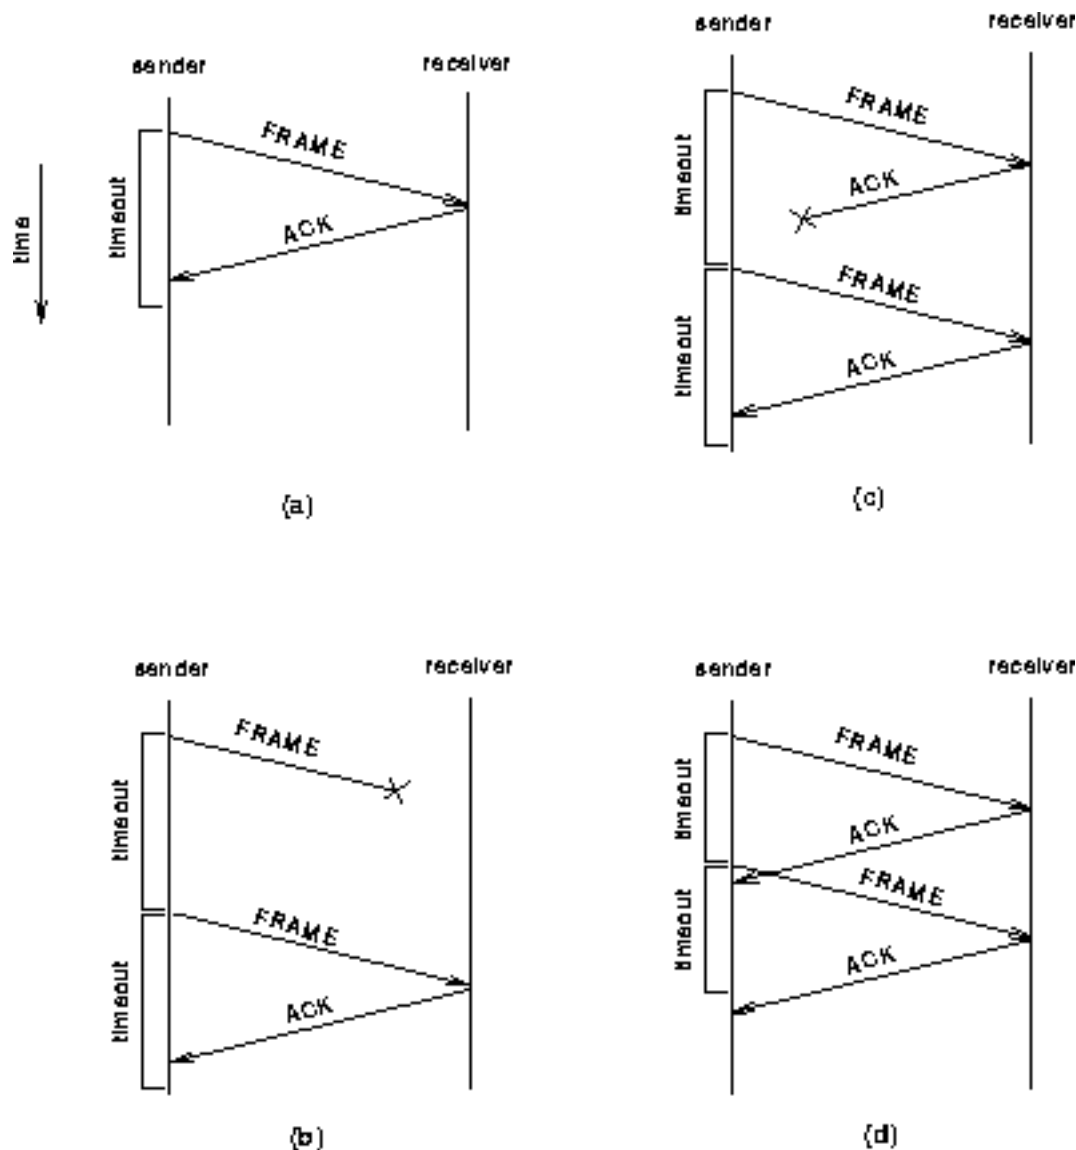 sender
receiver
FRAME
ACK
timeout
time
(a)
sender
receiver
FRAME
ACK
timeout
FRAME
ACK
timeout
(c)
sender
receiver
FRAME
timeout
FRAME
ACK
timeout
(b)
sender
receiver
FRAME
ACK
timeout
FRAME
ACK
timeout
(d)